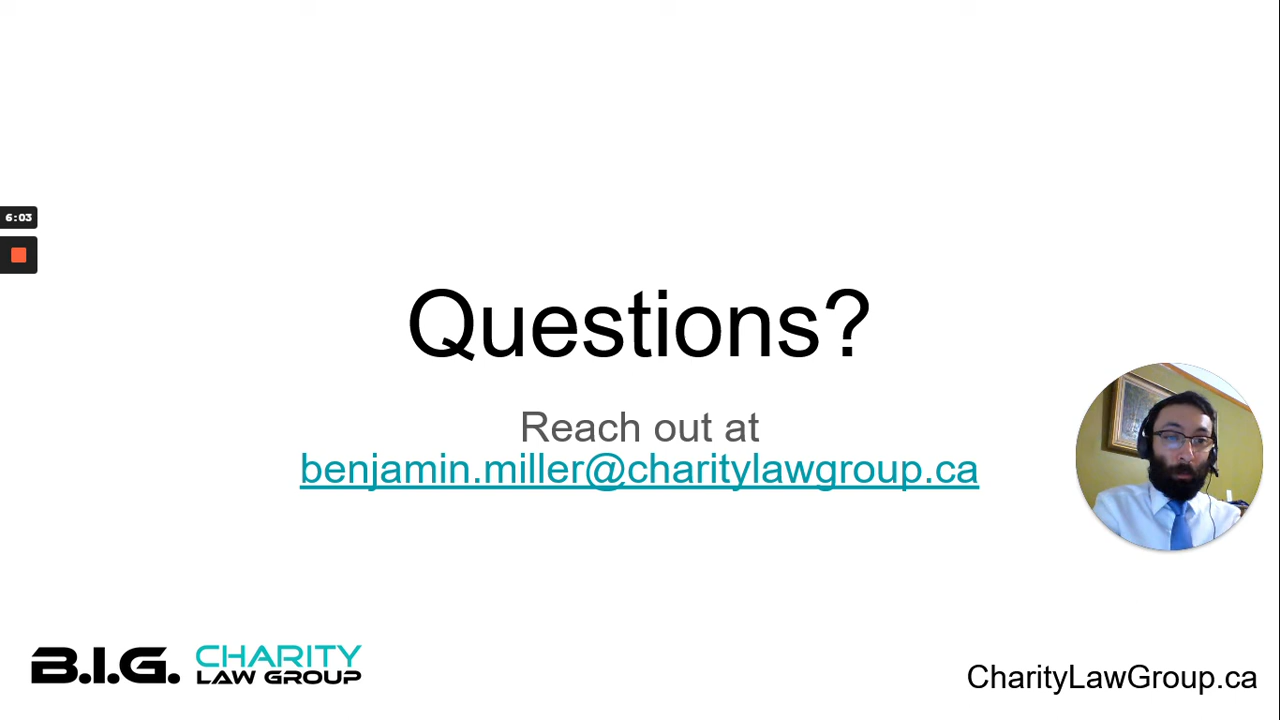 6:03
Questions?
Reach out at
benjamin.miller@charitylawgroup.ca
B.I.G. CHARITY
LAW GROUP
CharityLawGroup.ca